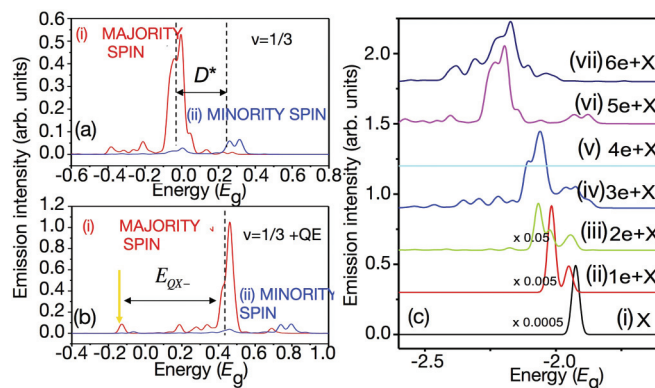 Emission intensity (arb. units)
0.6
0.5
0.4
0.3
0.2
0.1
0.0
(i)
MAJORITY
SPIN
ν=1/3
D*
(ii) MINORITY SPIN
(a)
-0.4 -0.2 0.0 0.2 0.4 0.6 0.8
Energy (Eg)
Emission intensity (arb. units)
1.2
1.0
0.8
0.6
0.4
0.2
0.0
(i)
MAJORITY
SPIN
ν=1/3 +QE
EQX-
(ii) MINORITY
SPIN
(b)
-0.4 -0.2 0.0 0.2 0.4 0.6 0.8 1.0
Energy (Eg)
Emission intensity (arb. units)
2.0
1.5
1.0
0.5
0.0
(vii) 6e+X
(vi) 5e+X
(v) 4e+X
(iv) 3e+X
(iii) 2e+X
x 0.05
(ii) 1e+X
x 0.005
(i) X
x 0.0005
(c)
-2.5 -2.0
Energy (Eg)